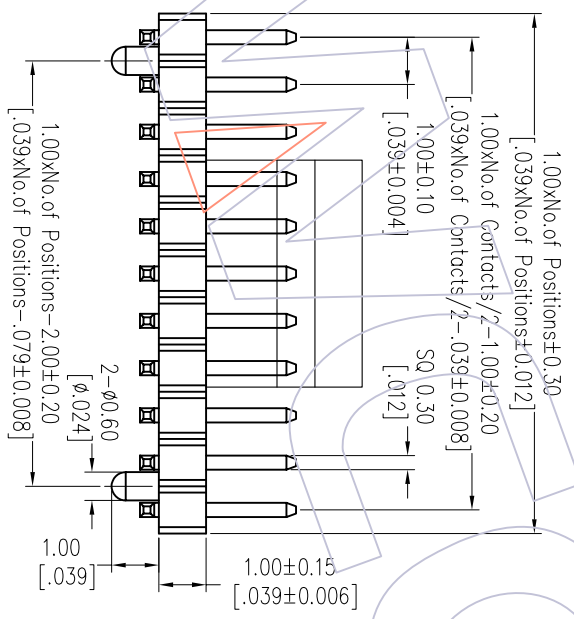 1.00xNo.of Positions±0.30
[.039xNo.of Positions±0.012]
1.00xNo.of Contacts/2-1.00±0.20
[.039xNo.of Contacts/2-.039±0.008]
1.00±0.10
[.039±0.004]
SQ 0.30
[.012]
2-ø0.60
[ø.024]
1.00xNo.of Positions-2.00±0.20
[.039xNo.of Positions-.079±0.008]
1.00
[.039]
1.00±0.15
[.039±0.006]